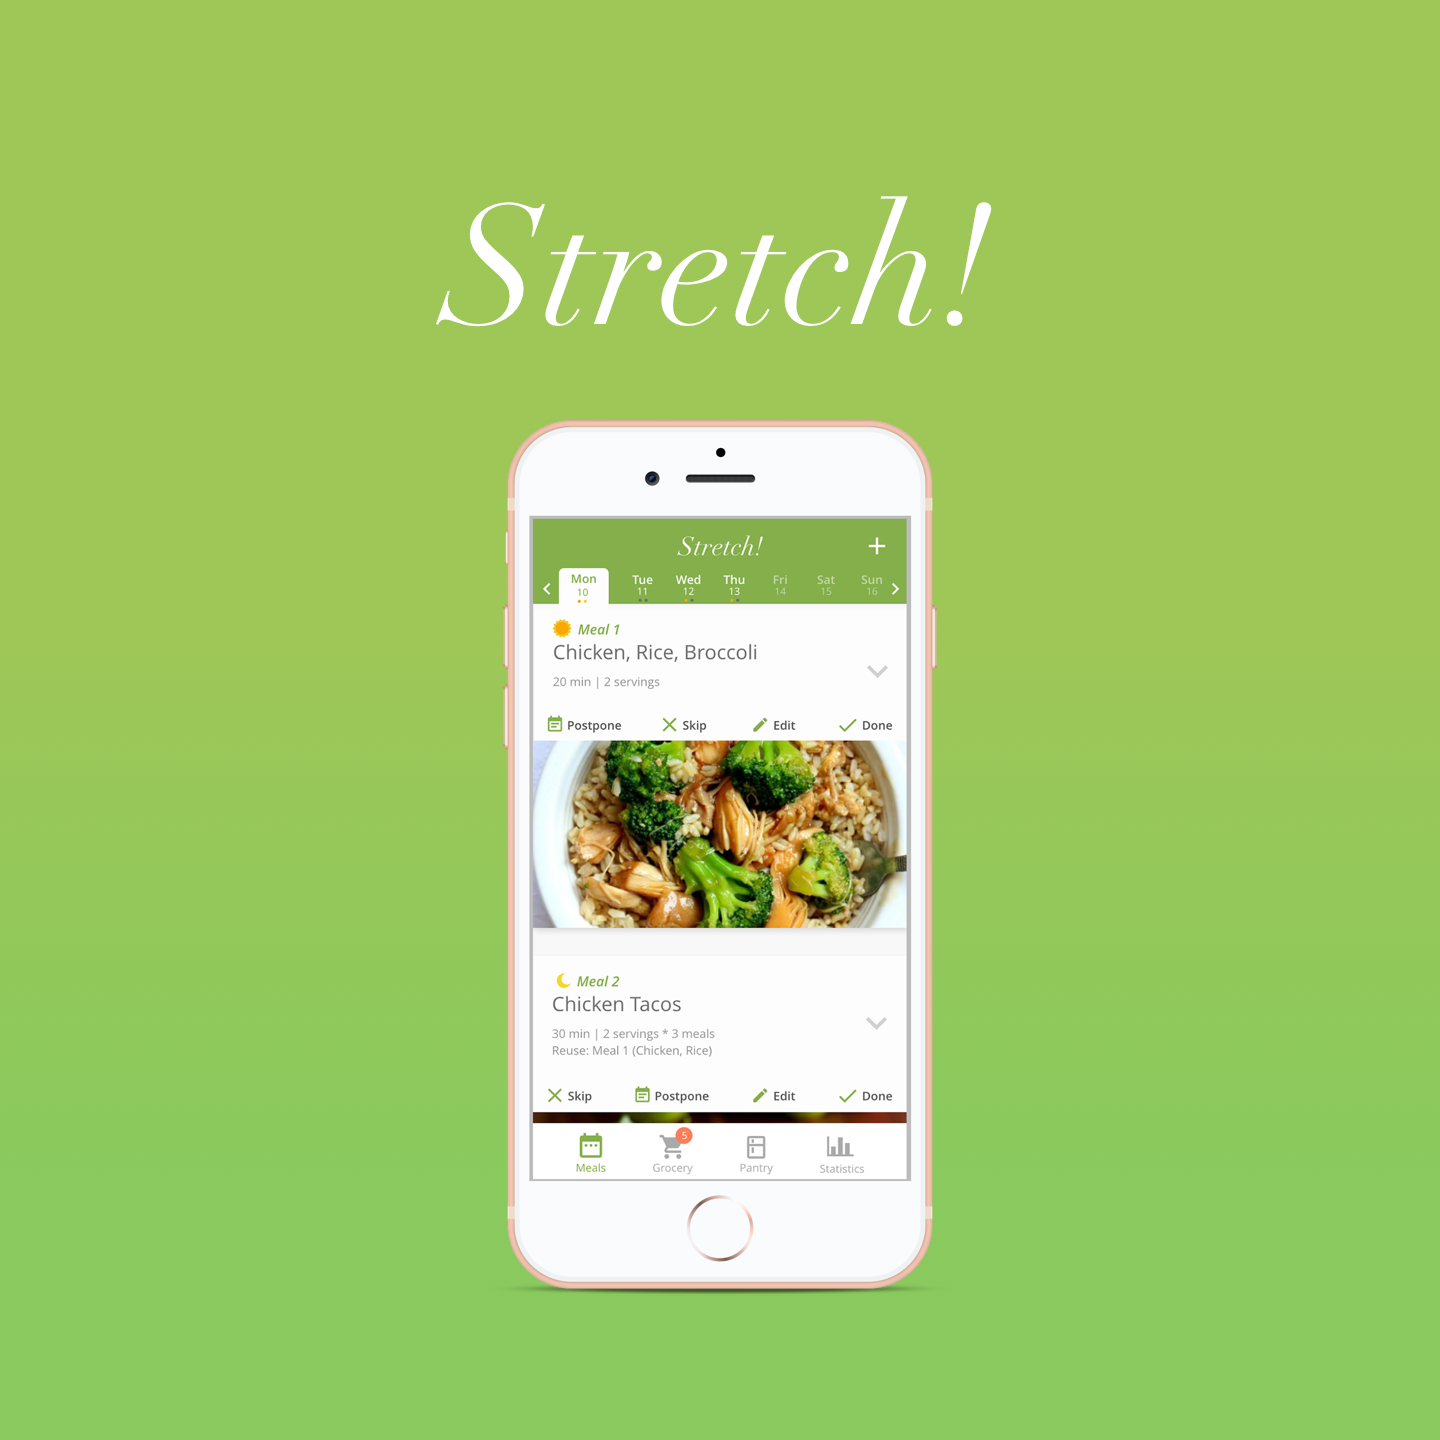 Stretch!
Stretch!
Mon Tue Wed Thu Fri Sat Sun
10 11 12 13 14 15 16
Meal 1
Chicken, Rice, Broccoli
20 min | 2 servings
Postpone Skip Edit Done
Meal 2
Chicken Tacos
30 min | 2 servings * 3 meals
Reuse: Meal 1 (Chicken, Rice)
Skip Postpone Edit Done
5
Meals Grocery Pantry Statistics